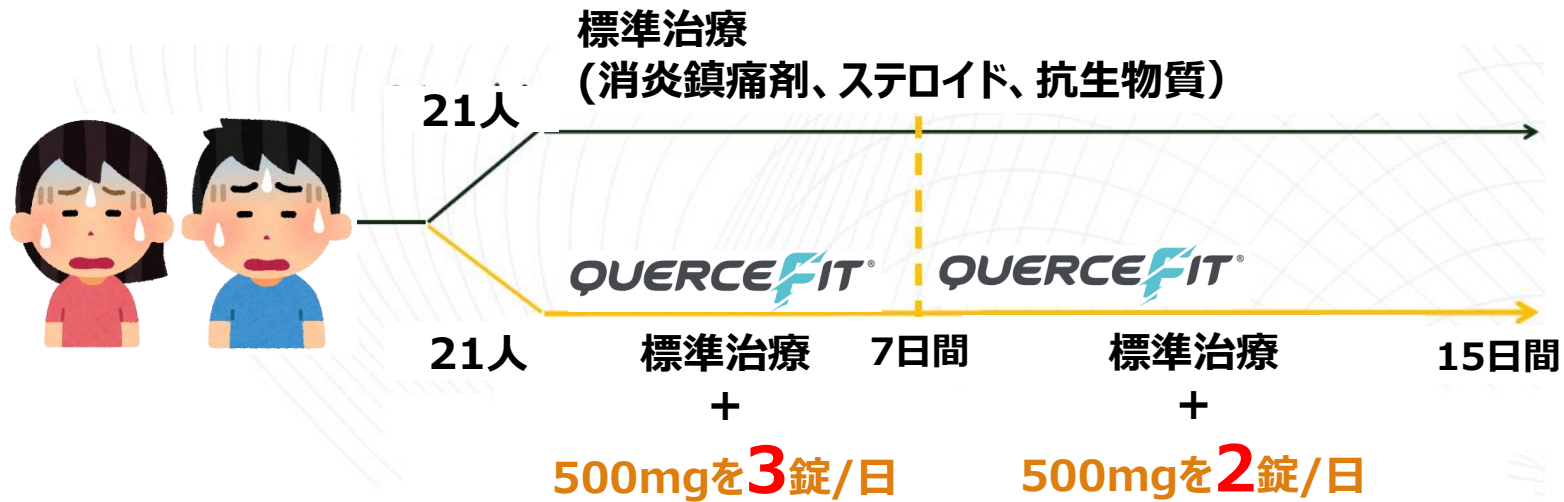 標準治療
(消炎鎮痛剤、ステロイド、抗生物質）
21人
QUERCEFIT® QUERCEFIT®
21人 標準治療 7日間 標準治療 15日間
+ +
500mgを3錠/日 500mgを2錠/日